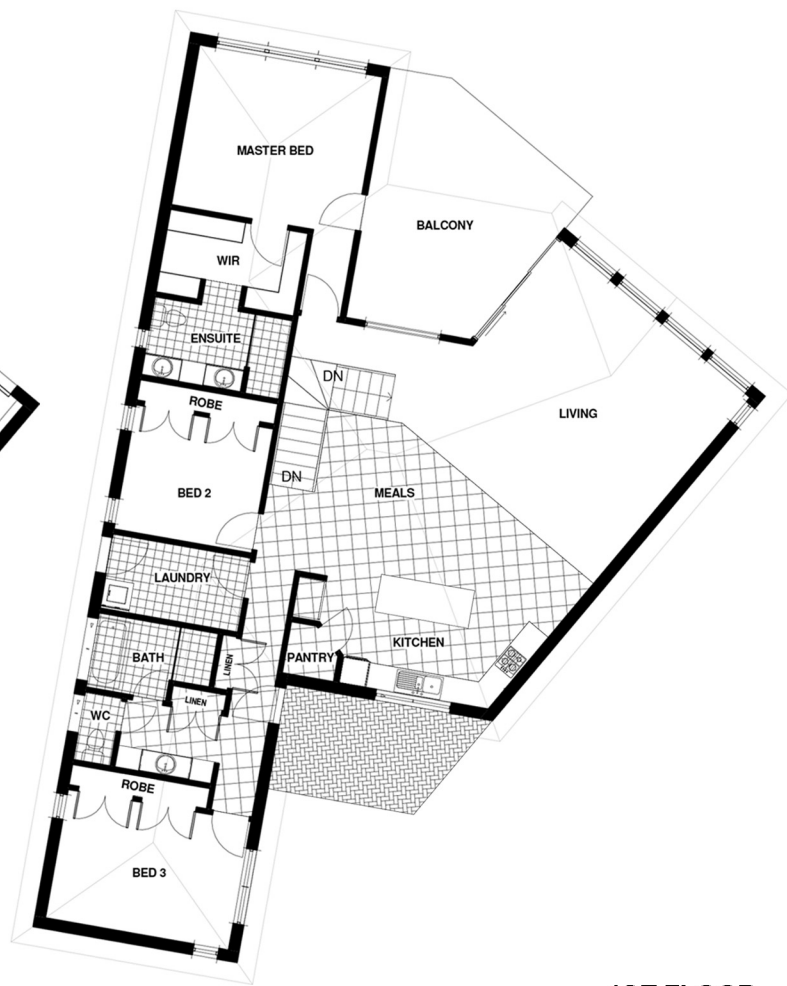 MASTER BED
BALCONY
WIR
ENSUITE
DN
ROBE
LIVING
DN
BED 2
MEALS
LAUNDRY
KITCHEN
BATH
LINEN
PANTRY
LINEN
WC
ROBE
BED 3